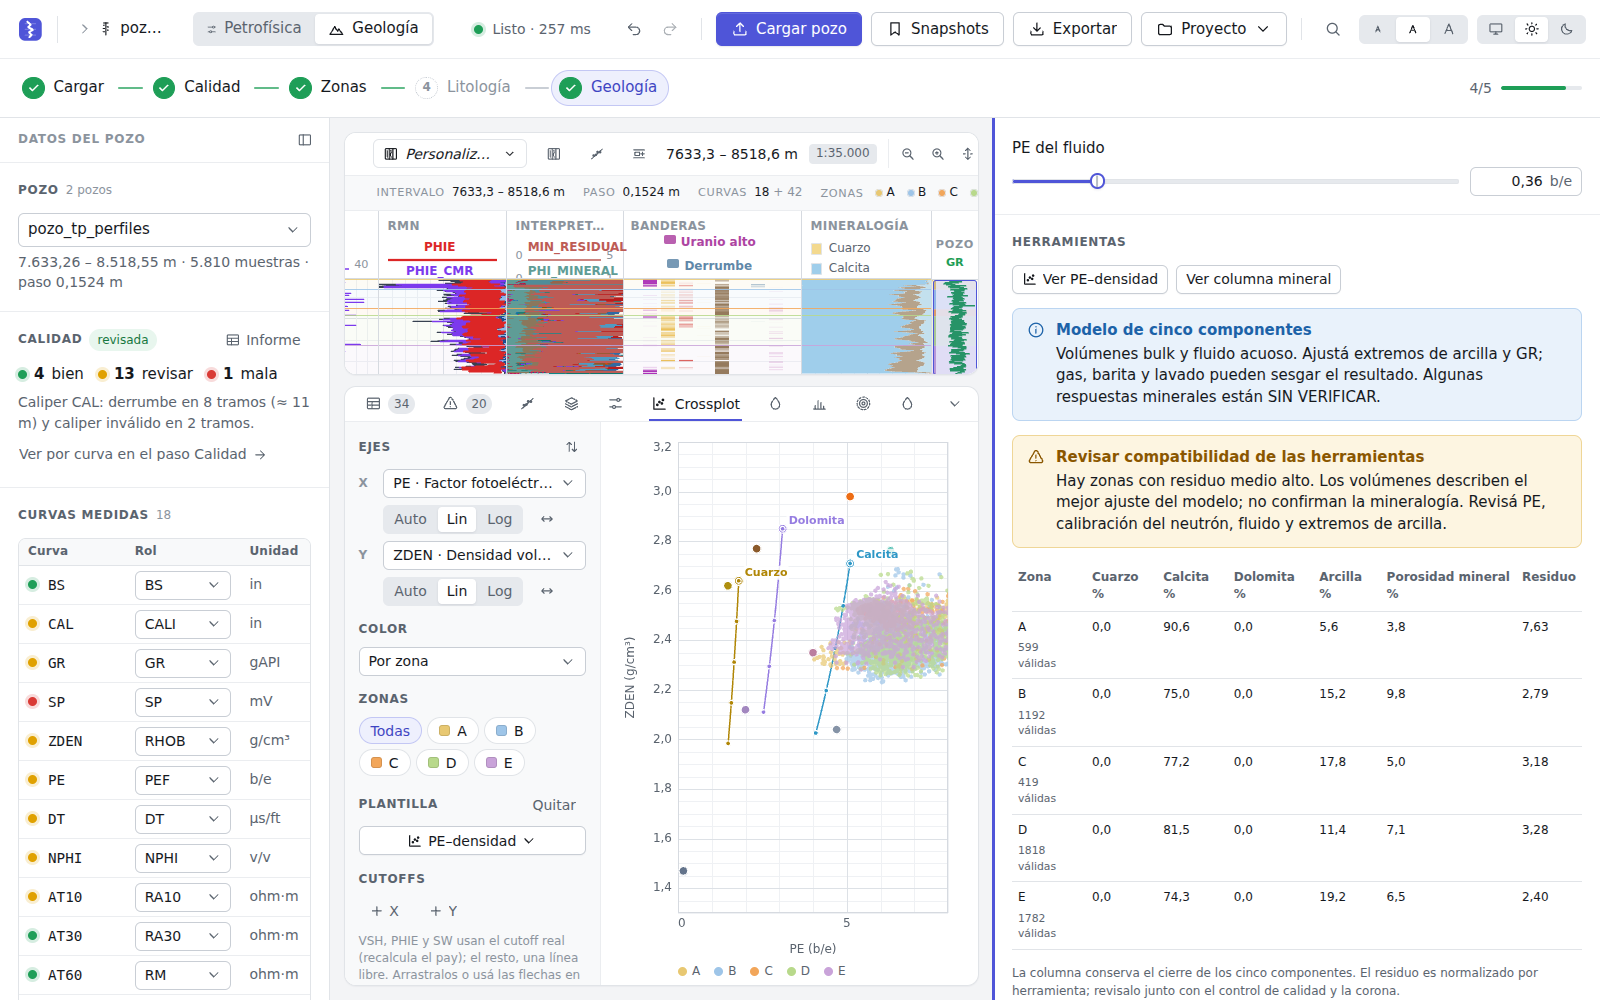 poz...
Petrofísica
Geología
Listo · 257 ms
Cargar pozo
Snapshots
Exportar
Proyecto
A
A
A
Cargar
Calidad
Zonas
4
Litología
Geología
4/5
DATOS DEL POZO
POZO 2 pozos
pozo_tp_perfiles
7.633,26 – 8.518,55 m · 5.810 muestras ·
paso 0,1524 m
CALIDAD revisada
Informe
4 bien 13 revisar 1 mala
Caliper CAL: derrumbe en 8 tramos (≈ 11
m) y caliper inválido en 2 tramos.
Ver por curva en el paso Calidad →
CURVAS MEDIDAS 18
Curva Rol Unidad
BS BS in
CAL CALI in
GR GR gAPI
SP SP mV
ZDEN RHOB g/cm³
PE PEF b/e
DT DT µs/ft
NPHI NPHI v/v
AT10 RA10 ohm·m
AT30 RA30 ohm·m
AT60 RM ohm·m
Personaliz...
7633,3 – 8518,6 m
1:35.000
INTERVALO 7633,3 – 8518,6 m PASO 0,1524 m CURVAS 18 + 42 ZONAS A B C
RMN
INTERPRET...
BANDERAS
MINERALOGÍA
POZO
GR
40
PHIE
PHIE_CMR
MIN_RESIDUAL
0 5
PHI_MINERAL
Uranio alto
Derrumbe
Cuarzo
Calcita
34
20
Crossplot
EJES
X PE · Factor fotoeléctr...
Auto Lin Log
Y ZDEN · Densidad vol...
Auto Lin Log
COLOR
Por zona
ZONAS
Todas A B
C D E
PLANTILLA Quitar
PE–densidad
CUTOFFS
+ X + Y
VSH, PHIE y SW usan el cutoff real
(recalcula el pay); el resto, una línea
libre. Arrastralos o usá las flechas en
3,2
3,0
2,8
2,6
2,4
2,2
2,0
1,8
1,6
1,4
ZDEN (g/cm³)
Dolomita
Calcita
Cuarzo
0 5
PE (b/e)
A B C D E
PE del fluido
0,36 b/e
HERRAMIENTAS
Ver PE–densidad
Ver columna mineral
Modelo de cinco componentes
Volúmenes bulk y fluido acuoso. Ajustá extremos de arcilla y GR;
gas, barita y lavado pueden sesgar el resultado. Algunas
respuestas minerales están SIN VERIFICAR.
Revisar compatibilidad de las herramientas
Hay zonas con residuo medio alto. Los volúmenes describen el
mejor ajuste del modelo; no confirman la mineralogía. Revisá PE,
calibración del neutrón, fluido y extremos de arcilla.
Zona Cuarzo % Calcita % Dolomita % Arcilla % Porosidad mineral % Residuo
A 0,0 90,6 0,0 5,6 3,8 7,63
599 válidas
B 0,0 75,0 0,0 15,2 9,8 2,79
1192 válidas
C 0,0 77,2 0,0 17,8 5,0 3,18
419 válidas
D 0,0 81,5 0,0 11,4 7,1 3,28
1818 válidas
E 0,0 74,3 0,0 19,2 6,5 2,40
1782 válidas
La columna conserva el cierre de los cinco componentes. El residuo es normalizado por
herramienta; revisalo junto con el control de calidad y la corona.